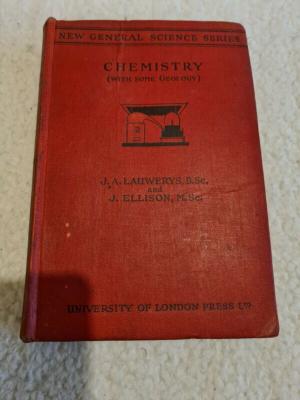 NEW GENERAL SCIENCE SERIES
CHEMISTRY
(WITH SOME GEOLOGY)
J. A. LAUWERYS, B.Sc.
and
J. ELLISON, M.Sc.
UNIVERSITY OF LONDON PRESS LTD